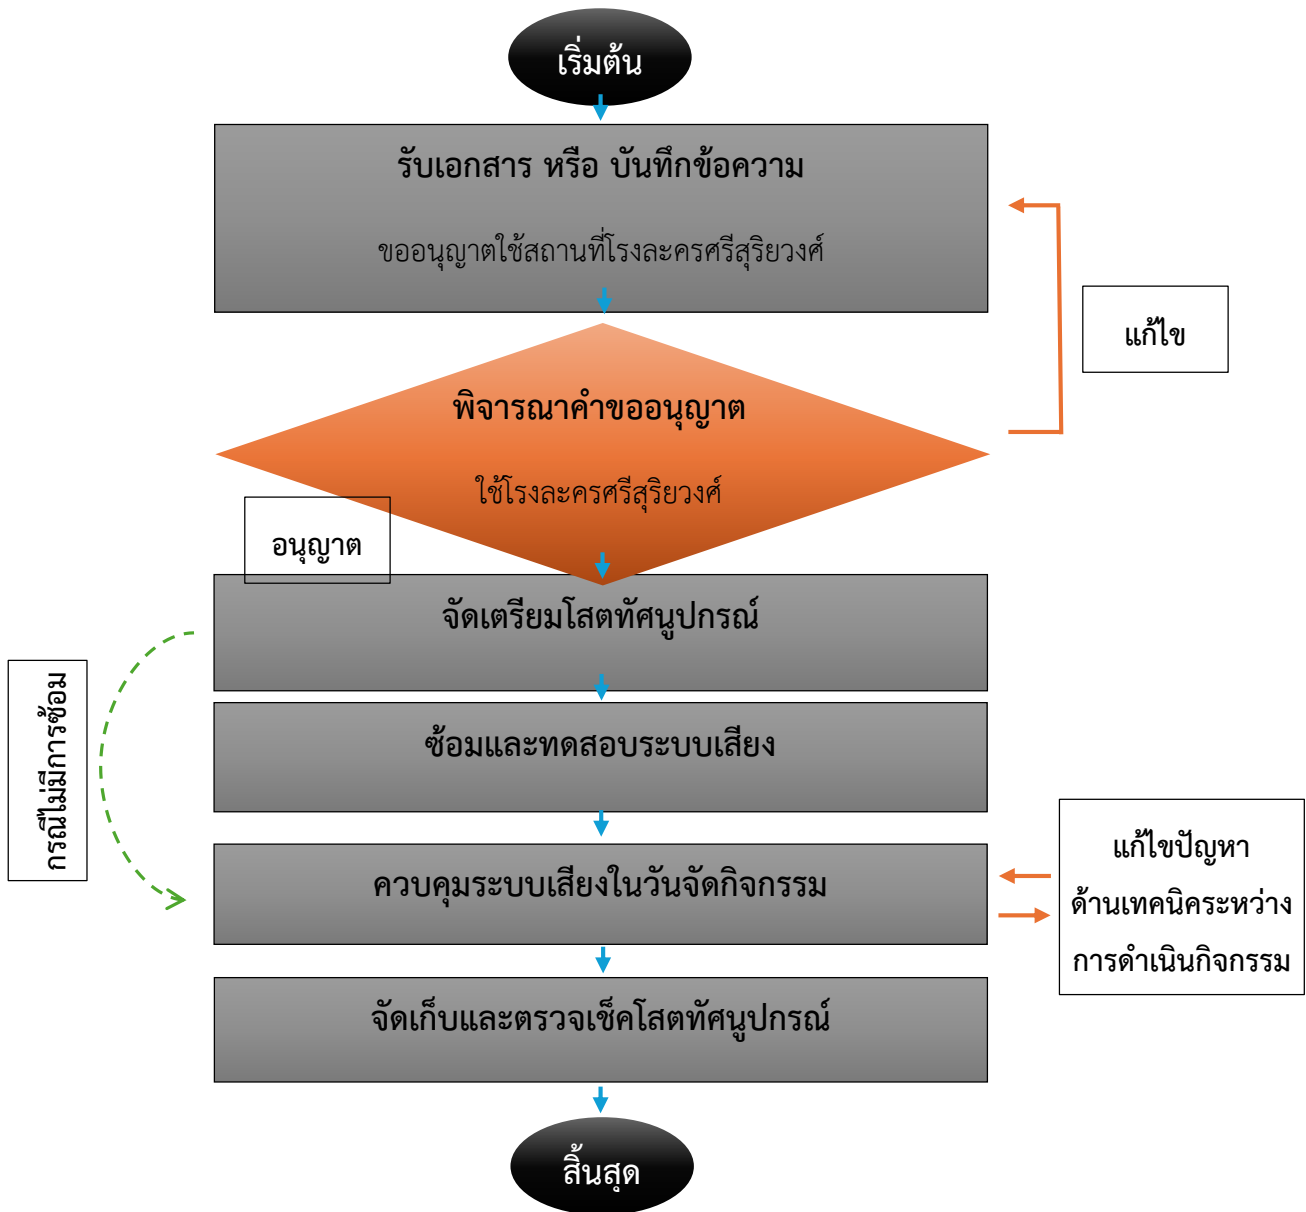 เริ่มต้น
รับเอกสาร หรือ บันทึกข้อความ
ขออนุญาตใช้สถานที่โรงละครศรีสุริยวงศ์
แก้ไข
พิจารณาคำขออนุญาต
ใช้โรงละครศรีสุริยวงศ์
อนุญาต
จัดเตรียมโสตทัศนูปกรณ์
กรณีไม่มีการซ้อม
ซ้อมและทดสอบระบบเสียง
ควบคุมระบบเสียงในวันจัดกิจกรรม
แก้ไขปัญหา
ด้านเทคนิคระหว่าง
การดำเนินกิจกรรม
จัดเก็บและตรวจเช็คโสตทัศนูปกรณ์
สิ้นสุด